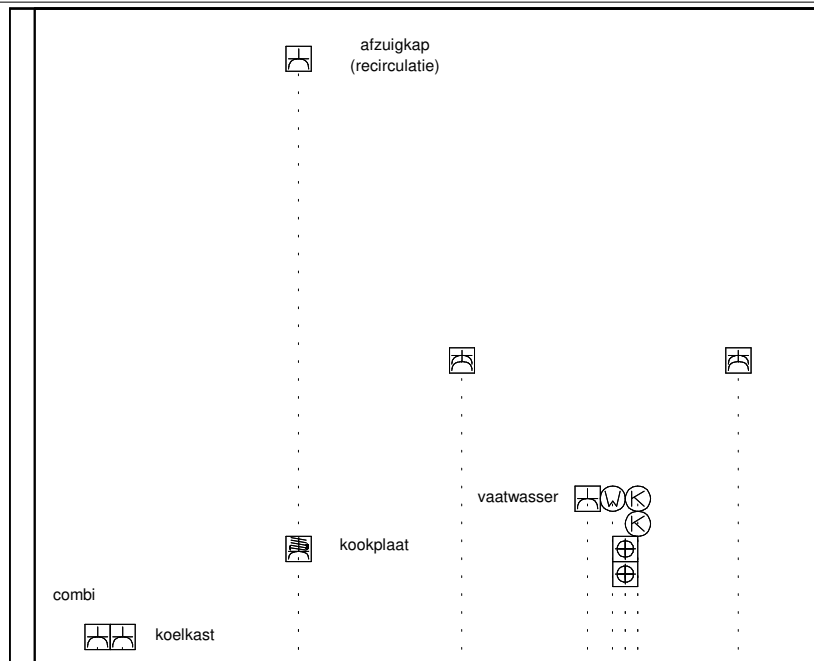 afzuigkap
(recirculatie)
vaatwasser
W
K
K
kookplaat
combi
koelkast